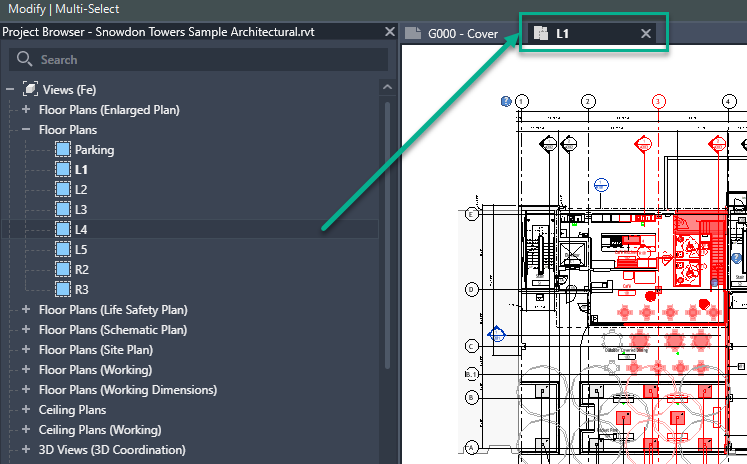 Modify | Multi-Select
Project Browser - Snowdon Towers Sample Architectural.rvt
G000 - Cover
L1
Search
Views (Fe)
Floor Plans (Enlarged Plan)
Floor Plans
Parking
L1
L2
L3
L4
L5
R2
R3
Floor Plans (Life Safety Plan)
Floor Plans (Schematic Plan)
Floor Plans (Site Plan)
Floor Plans (Working)
Floor Plans (Working Dimensions)
Ceiling Plans
Ceiling Plans (Working)
3D Views (3D Coordination)
1
2
3
4
E
D
C
B.1
B
A